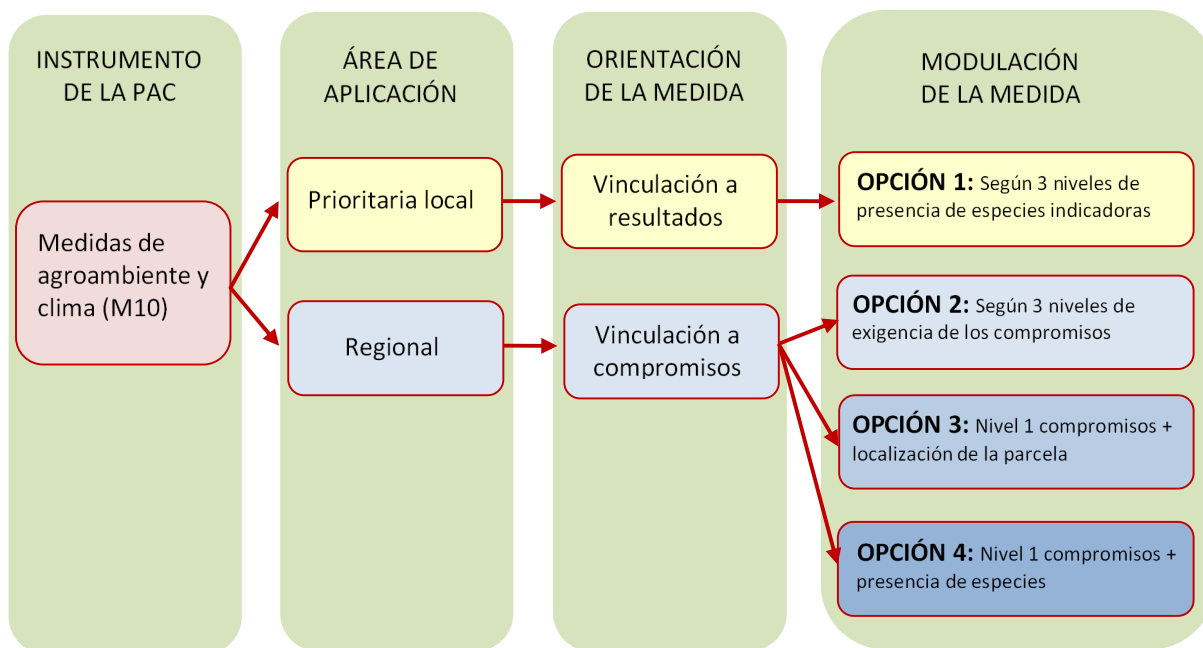 INSTRUMENTO
DE LA PAC
ÁREA DE
APLICACIÓN
ORIENTACIÓN
DE LA MEDIDA
MODULACIÓN
DE LA MEDIDA
Medidas de
agroambiente y
clima (M10)
Prioritaria local
Vinculación a
resultados
OPCIÓN 1: Según 3 niveles de
presencia de especies indicadoras
Regional
Vinculación a
compromisos
OPCIÓN 2: Según 3 niveles de
exigencia de los compromisos
OPCIÓN 3: Nivel 1 compromisos +
localización de la parcela
OPCIÓN 4: Nivel 1 compromisos +
presencia de especies